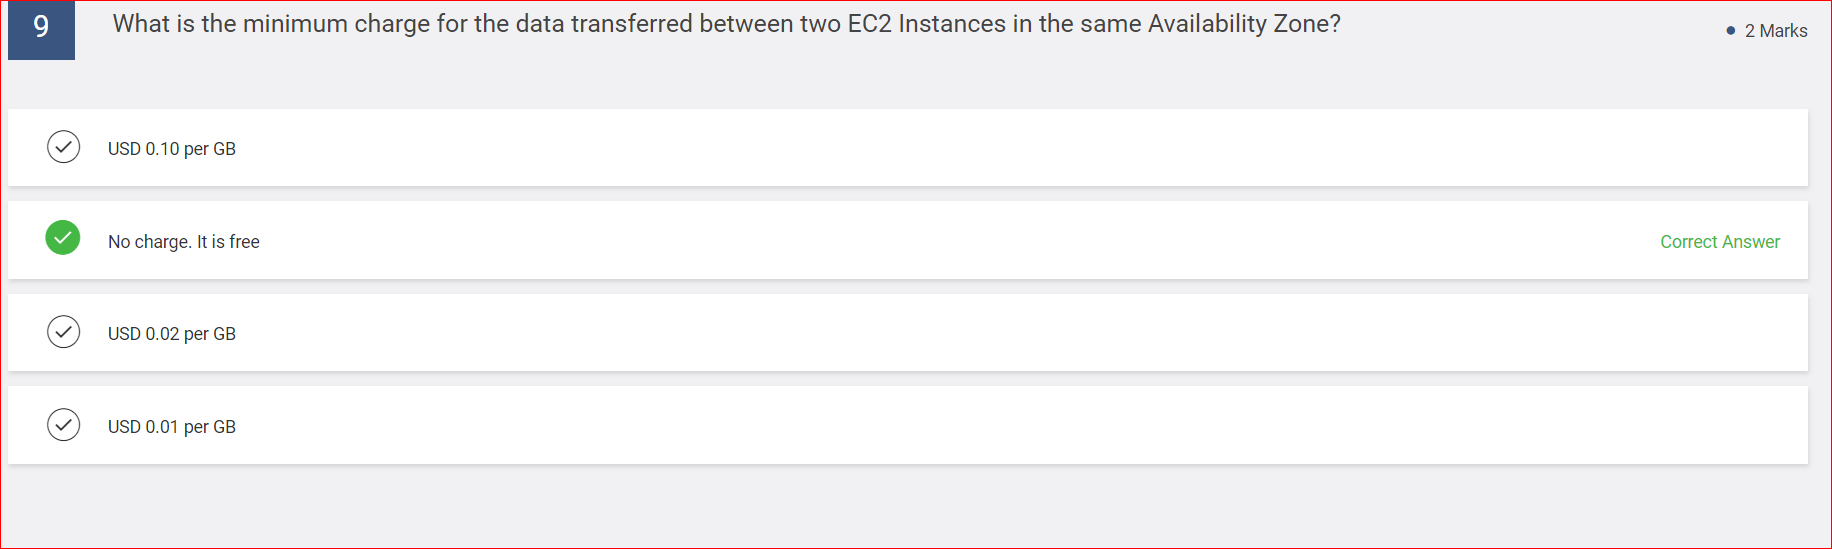 9
What is the minimum charge for the data transferred between two EC2 Instances in the same Availability Zone?
2 Marks
USD 0.10 per GB
No charge. It is free
Correct Answer
USD 0.02 per GB
USD 0.01 per GB